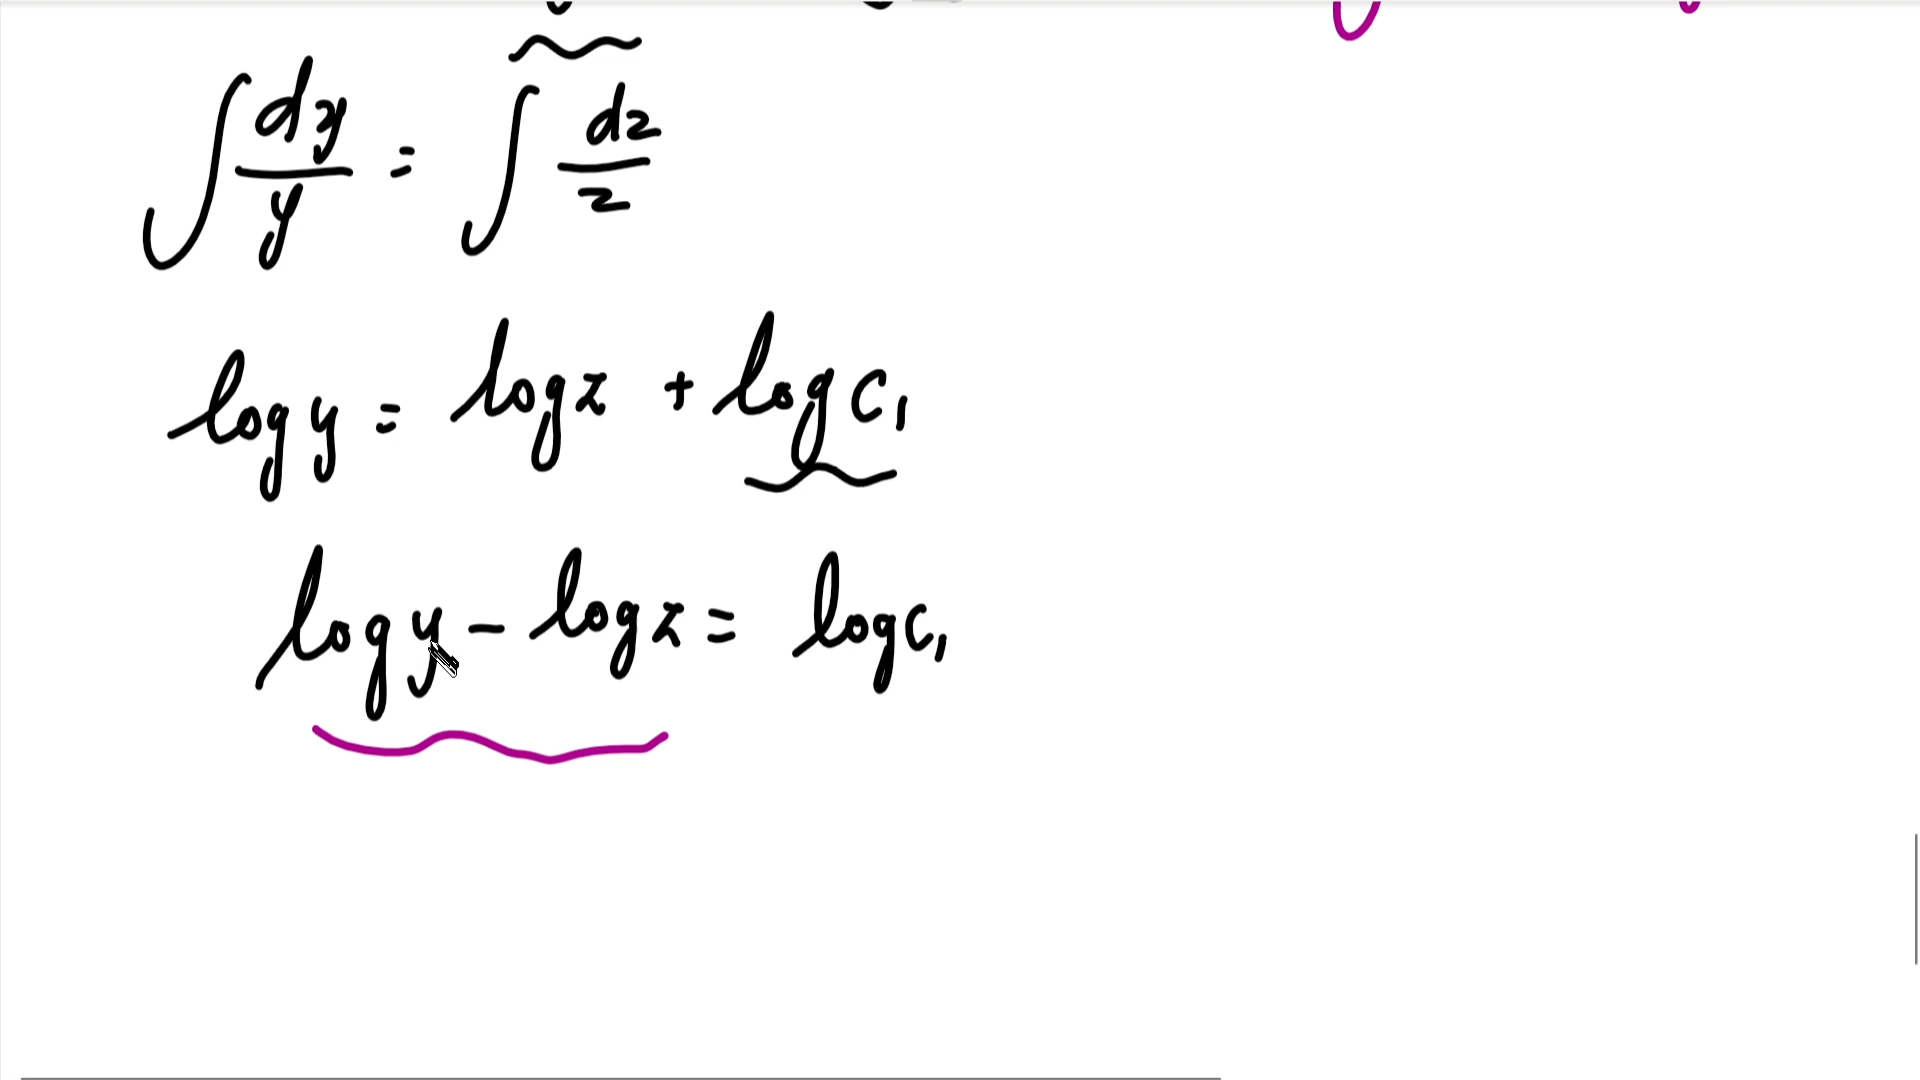 ∫ dy/y = ∫ dz/z
log y = log z + log c₁
log y - log z = log c₁